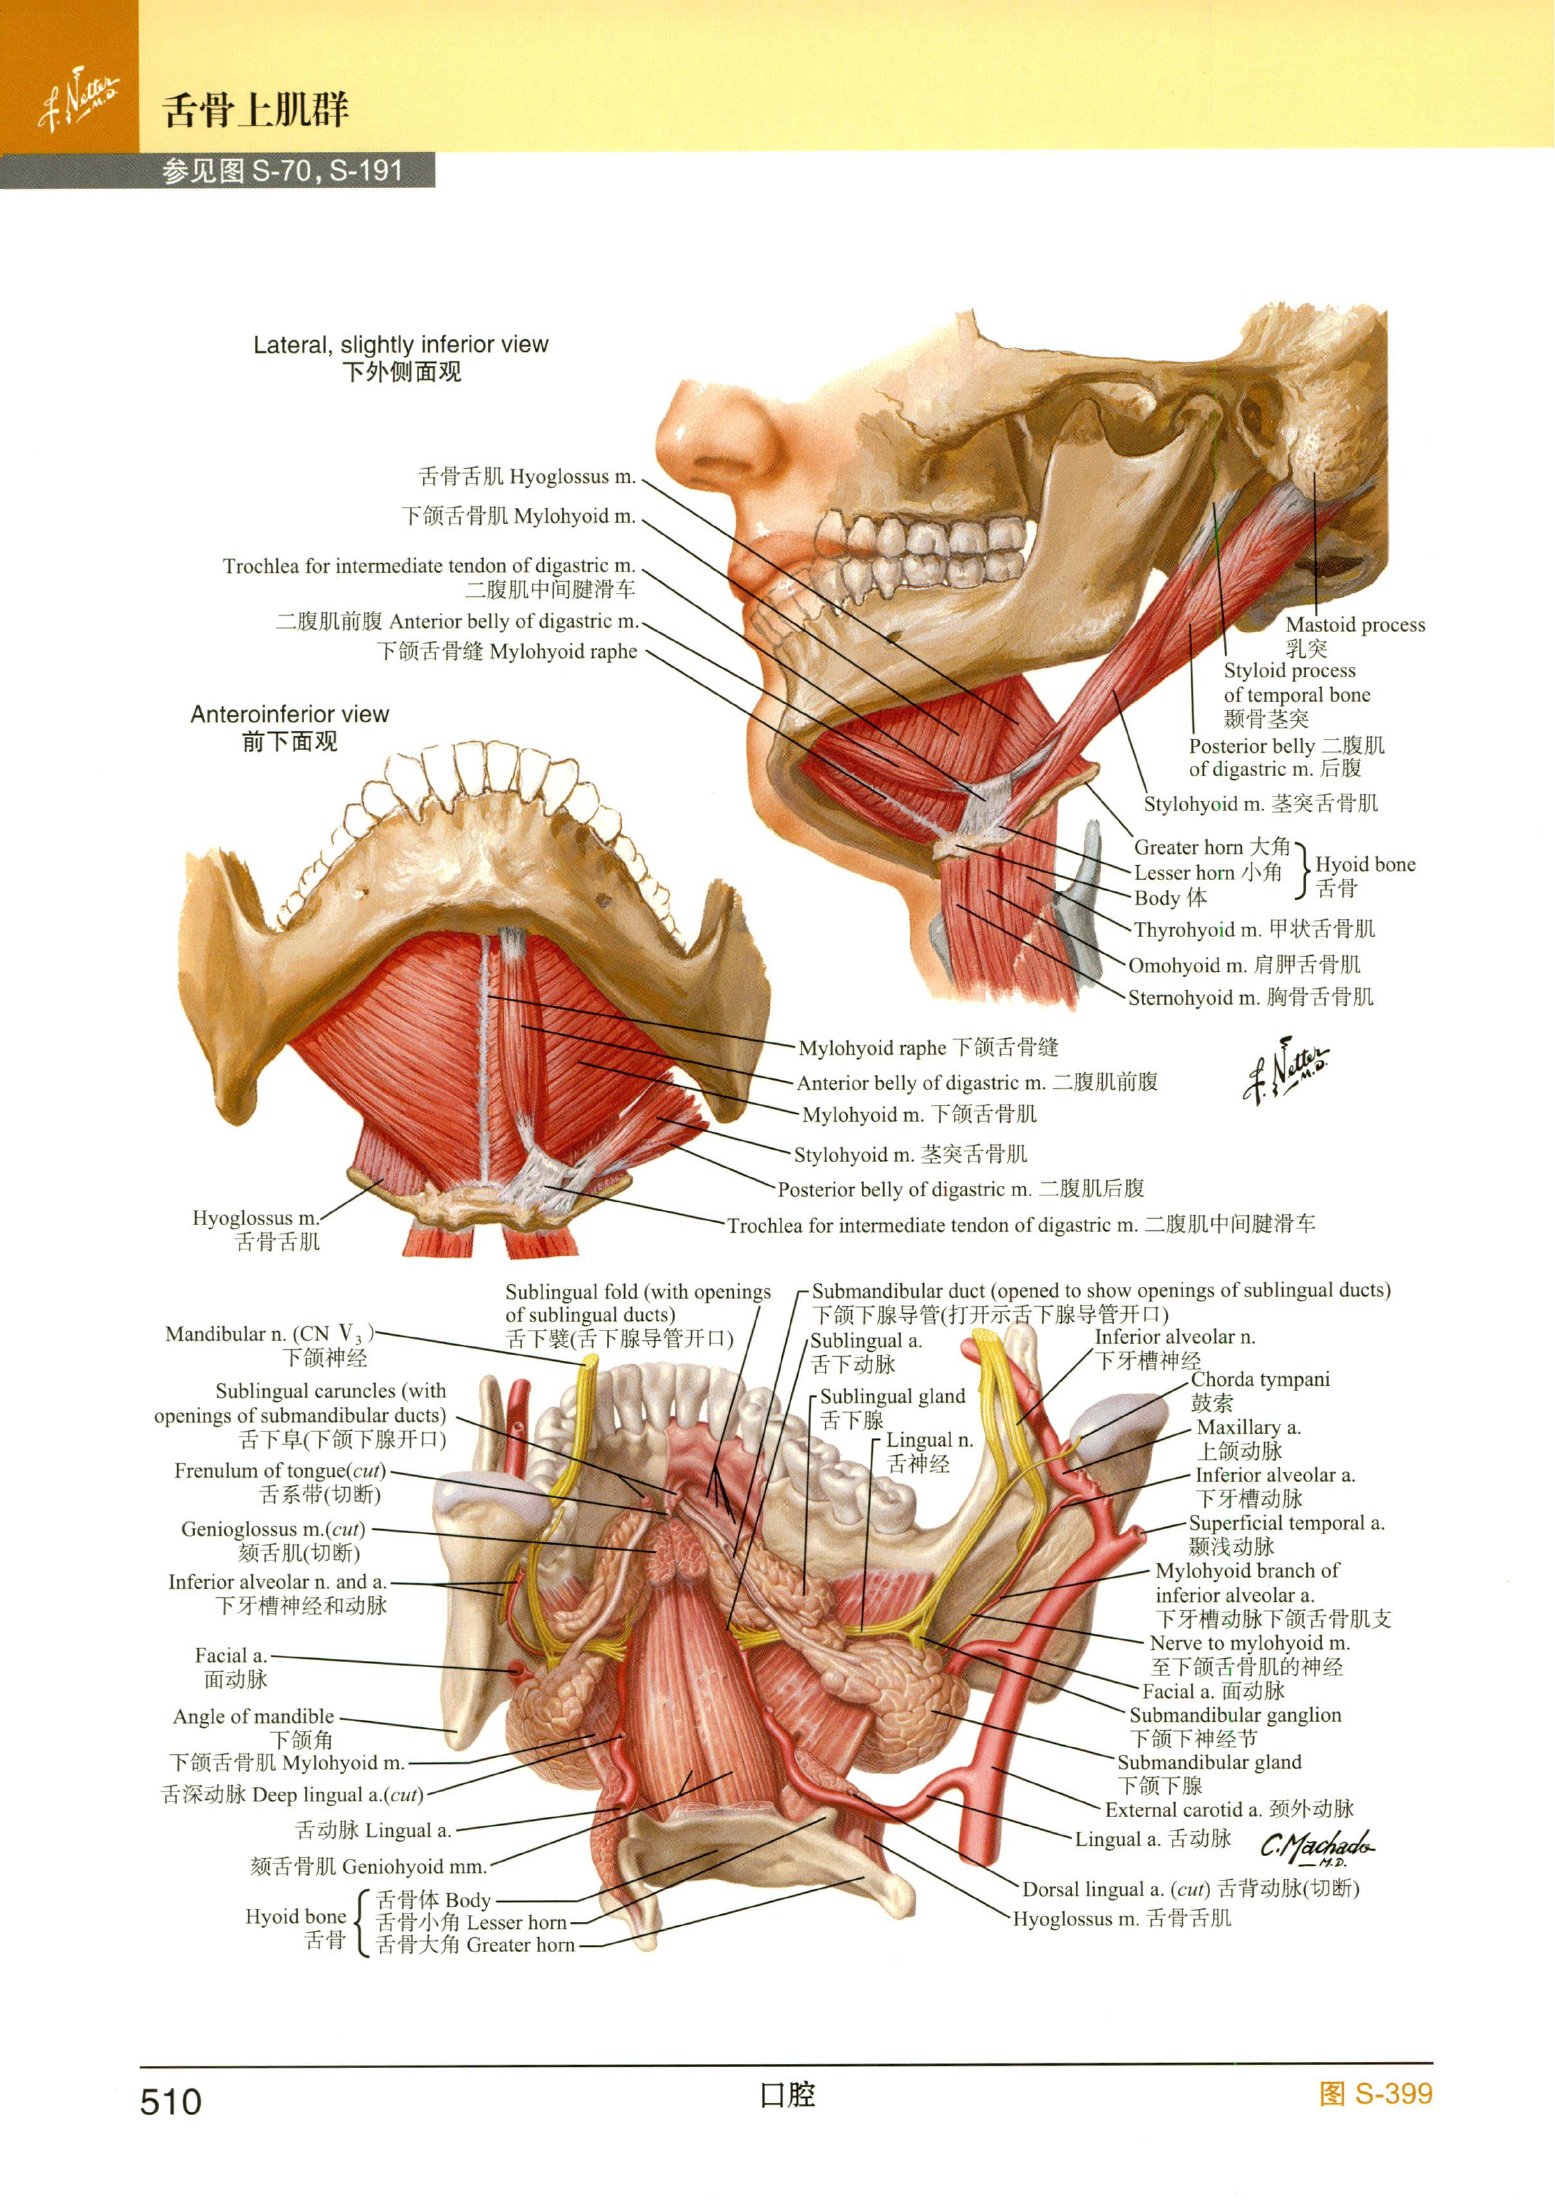 F. Netter M.D.
舌骨上肌群
参见图 S-70, S-191
Lateral, slightly inferior view
下外侧面观
舌骨舌肌 Hyoglossus m.
下颌舌骨肌 Mylohyoid m.
Trochlea for intermediate tendon of digastric m.
二腹肌中间腱滑车
二腹肌前腹 Anterior belly of digastric m.
下颌舌骨缝 Mylohyoid raphe
Mastoid process
乳突
Styloid process
of temporal bone
颞骨茎突
Posterior belly 二腹肌
of digastric m. 后腹
Stylohyoid m. 茎突舌骨肌
Greater horn 大角
Lesser horn 小角
Body 体
Hyoid bone
舌骨
Thyrohyoid m. 甲状舌骨肌
Omohyoid m. 肩胛舌骨肌
Sternohyoid m. 胸骨舌骨肌
F. Netter M.D.
Anteroinferior view
前下面观
Mylohyoid raphe 下颌舌骨缝
Anterior belly of digastric m. 二腹肌前腹
Mylohyoid m. 下颌舌骨肌
Stylohyoid m. 茎突舌骨肌
Posterior belly of digastric m. 二腹肌后腹
Trochlea for intermediate tendon of digastric m. 二腹肌中间腱滑车
Hyoglossus m.
舌骨舌肌
Sublingual fold (with openings
of sublingual ducts)
舌下襞(舌下腺导管开口)
Mandibular n. (CN V3)
下颌神经
Sublingual caruncles (with
openings of submandibular ducts)
舌下阜(下颌下腺开口)
Frenulum of tongue(cut)
舌系带(切断)
Genioglossus m.(cut)
颏舌肌(切断)
Inferior alveolar n. and a.
下牙槽神经和动脉
Facial a.
面动脉
Angle of mandible
下颌角
下颌舌骨肌 Mylohyoid m.
舌深动脉 Deep lingual a.(cut)
舌动脉 Lingual a.
颏舌骨肌 Geniohyoid mm.
Hyoid bone
舌骨
舌骨体 Body
舌骨小角 Lesser horn
舌骨大角 Greater horn
Submandibular duct (opened to show openings of sublingual ducts)
下颌下腺导管(打开示舌下腺导管开口)
Sublingual a.
舌下动脉
Sublingual gland
舌下腺
Lingual n.
舌神经
Inferior alveolar n.
下牙槽神经
Chorda tympani
鼓索
Maxillary a.
上颌动脉
Inferior alveolar a.
下牙槽动脉
Superficial temporal a.
颞浅动脉
Mylohyoid branch of
inferior alveolar a.
下牙槽动脉下颌舌骨肌支
Nerve to mylohyoid m.
至下颌舌骨肌的神经
Facial a. 面动脉
Submandibular ganglion
下颌下神经节
Submandibular gland
下颌下腺
External carotid a. 颈外动脉
Lingual a. 舌动脉
C. Machado M.D.
Dorsal lingual a. (cut) 舌背动脉(切断)
Hyoglossus m. 舌骨舌肌
510
口腔
图 S-399